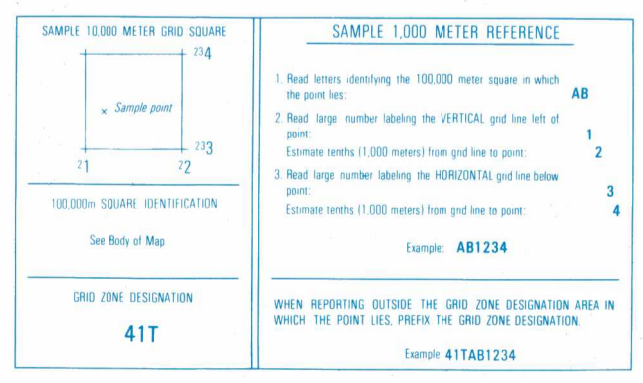 SAMPLE 10,000 METER GRID SQUARE
234
× Sample point
233
21 22
100,000m SQUARE IDENTIFICATION
See Body of Map
GRID ZONE DESIGNATION
41T
SAMPLE 1,000 METER REFERENCE
1. Read letters identifying the 100,000 meter square in which
the point lies: AB
2. Read large number labeling the VERTICAL grid line left of
point: 1
Estimate tenths (1,000 meters) from grid line to point: 2
3. Read large number labeling the HORIZONTAL grid line below
point: 3
Estimate tenths (1,000 meters) from grid line to point: 4
Example: AB1234
WHEN REPORTING OUTSIDE THE GRID ZONE DESIGNATION AREA IN
WHICH THE POINT LIES, PREFIX THE GRID ZONE DESIGNATION.
Example 41TAB1234